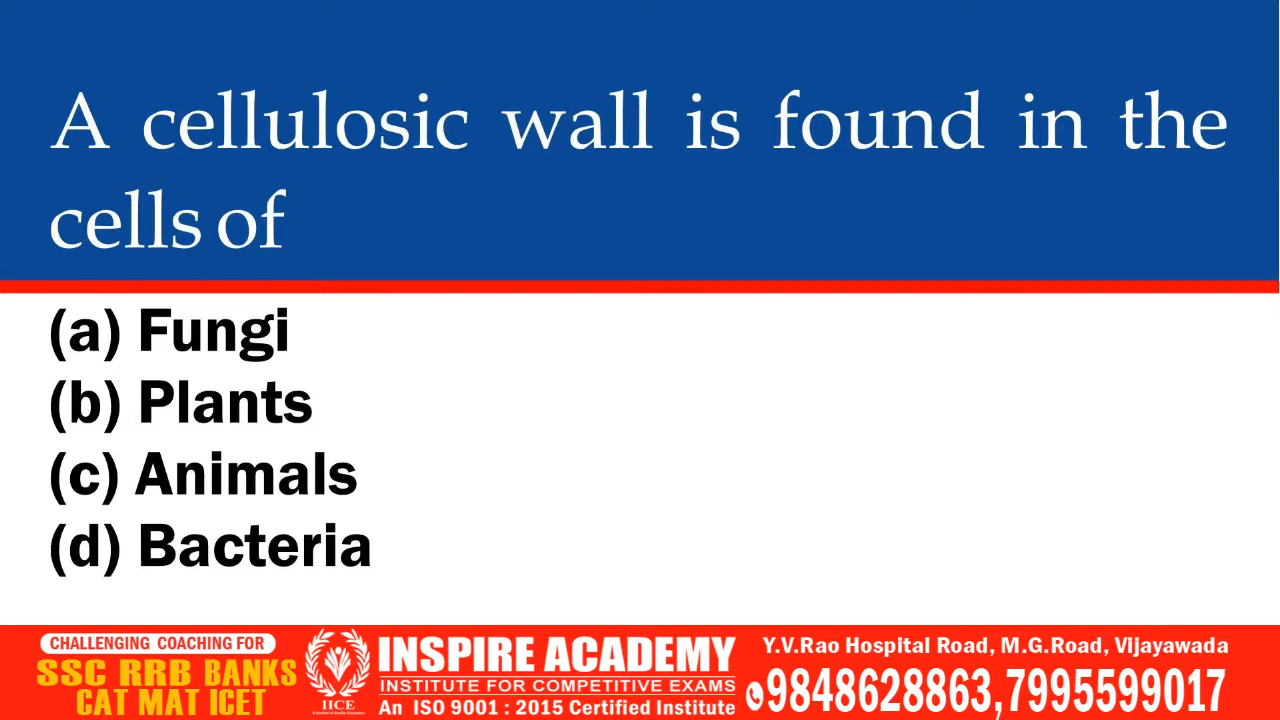 A cellulosic wall is found in the
cells of
(a) Fungi
(b) Plants
(c) Animals
(d) Bacteria
CHALLENGING COACHING FOR
SSC RRB BANKS
CAT MAT ICET
IICE
INSPIRE ACADEMY
INSTITUTE FOR COMPETITIVE EXAMS
An ISO 9001 : 2015 Certified Institute
Y.V.Rao Hospital Road, M.G.Road, Vijayawada
9848628863,7995599017